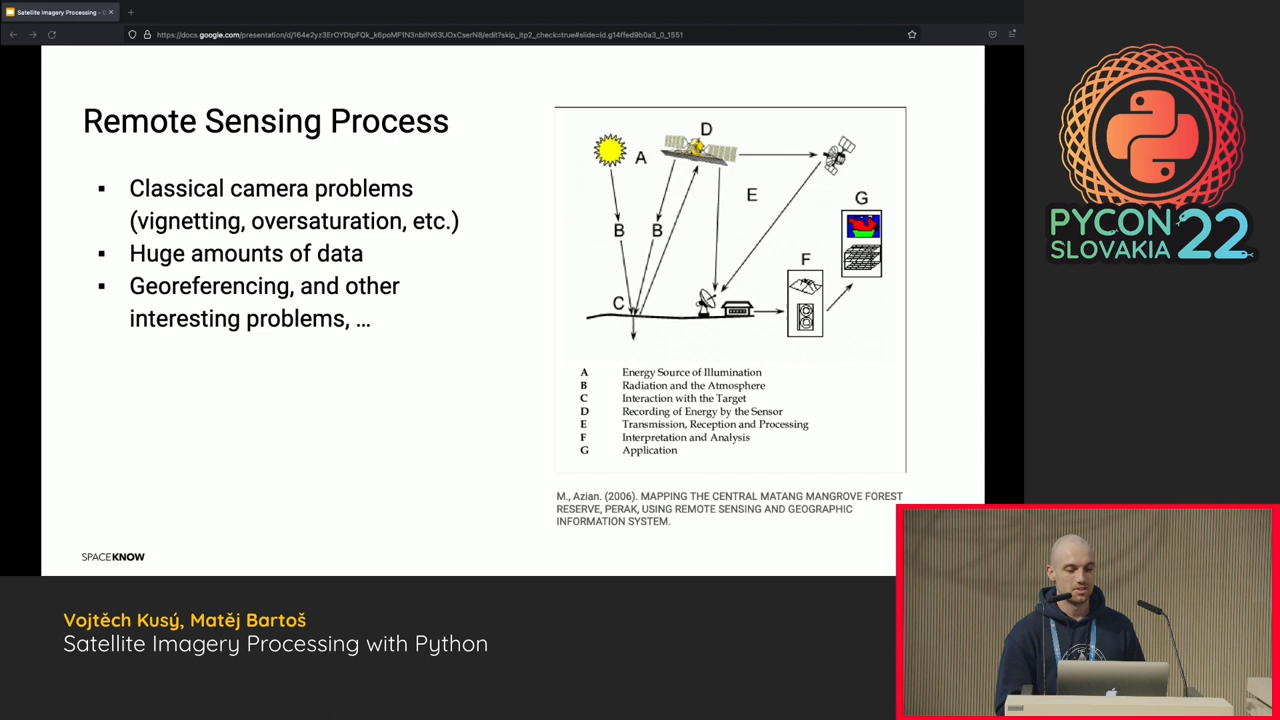 Satellite Imagery Processing -
https://docs.google.com/presentation/d/164e2yz3ErOYDtpFQk_k6poMF1N3nbifN63UOxCserN8/edit?skip_itp2_check=true#slide=id.g14ffed9b0a3_0_1551
Remote Sensing Process
▪ Classical camera problems
(vignetting, oversaturation, etc.)
▪ Huge amounts of data
▪ Georeferencing, and other
interesting problems, ...
A
D
B
B
E
C
F
G
A Energy Source of Illumination
B Radiation and the Atmosphere
C Interaction with the Target
D Recording of Energy by the Sensor
E Transmission, Reception and Processing
F Interpretation and Analysis
G Application
M., Azian. (2006). MAPPING THE CENTRAL MATANG MANGROVE FOREST
RESERVE, PERAK, USING REMOTE SENSING AND GEOGRAPHIC
INFORMATION SYSTEM.
SPACEKNOW
PYCON
SLOVAKIA
22
Vojtěch Kusý, Matěj Bartoš
Satellite Imagery Processing with Python